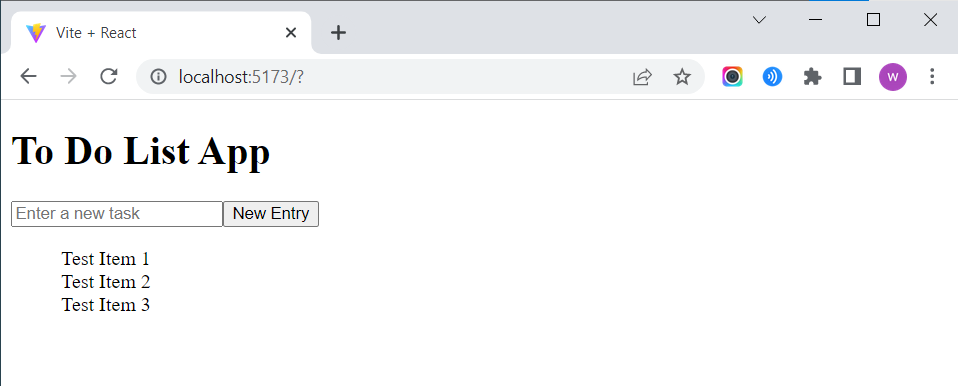 Vite + React
localhost:5173/?
W
To Do List App
Enter a new task New Entry
Test Item 1
Test Item 2
Test Item 3